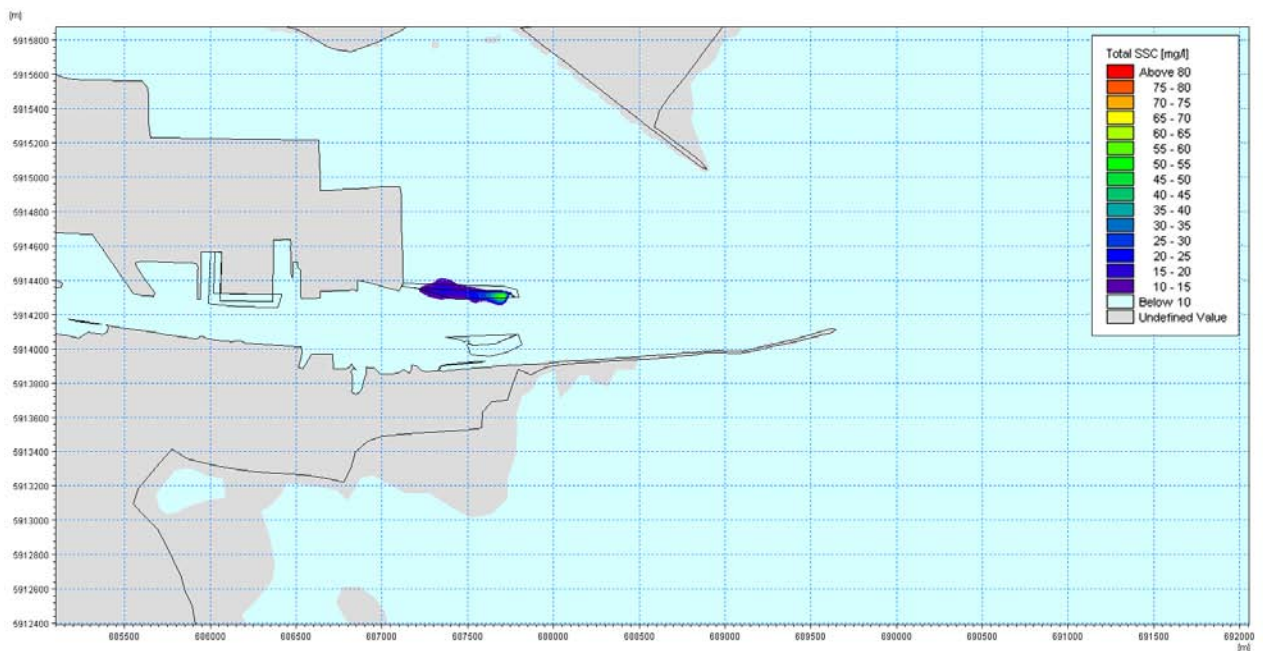 [m]
5915800
5915600
5915400
5915200
5915000
5914800
5914600
5914400
5914200
5914000
5913800
5913600
5913400
5913200
5913000
5912800
5912600
5912400
685500 686000 686500 687000 687500 688000 688500 689000 689500 690000 690500 691000 691500 692000
[m]
Total SSC [mg/l]
Above 80
75 - 80
70 - 75
65 - 70
60 - 65
55 - 60
50 - 55
45 - 50
40 - 45
35 - 40
30 - 35
25 - 30
20 - 25
15 - 20
10 - 15
Below 10
Undefined Value